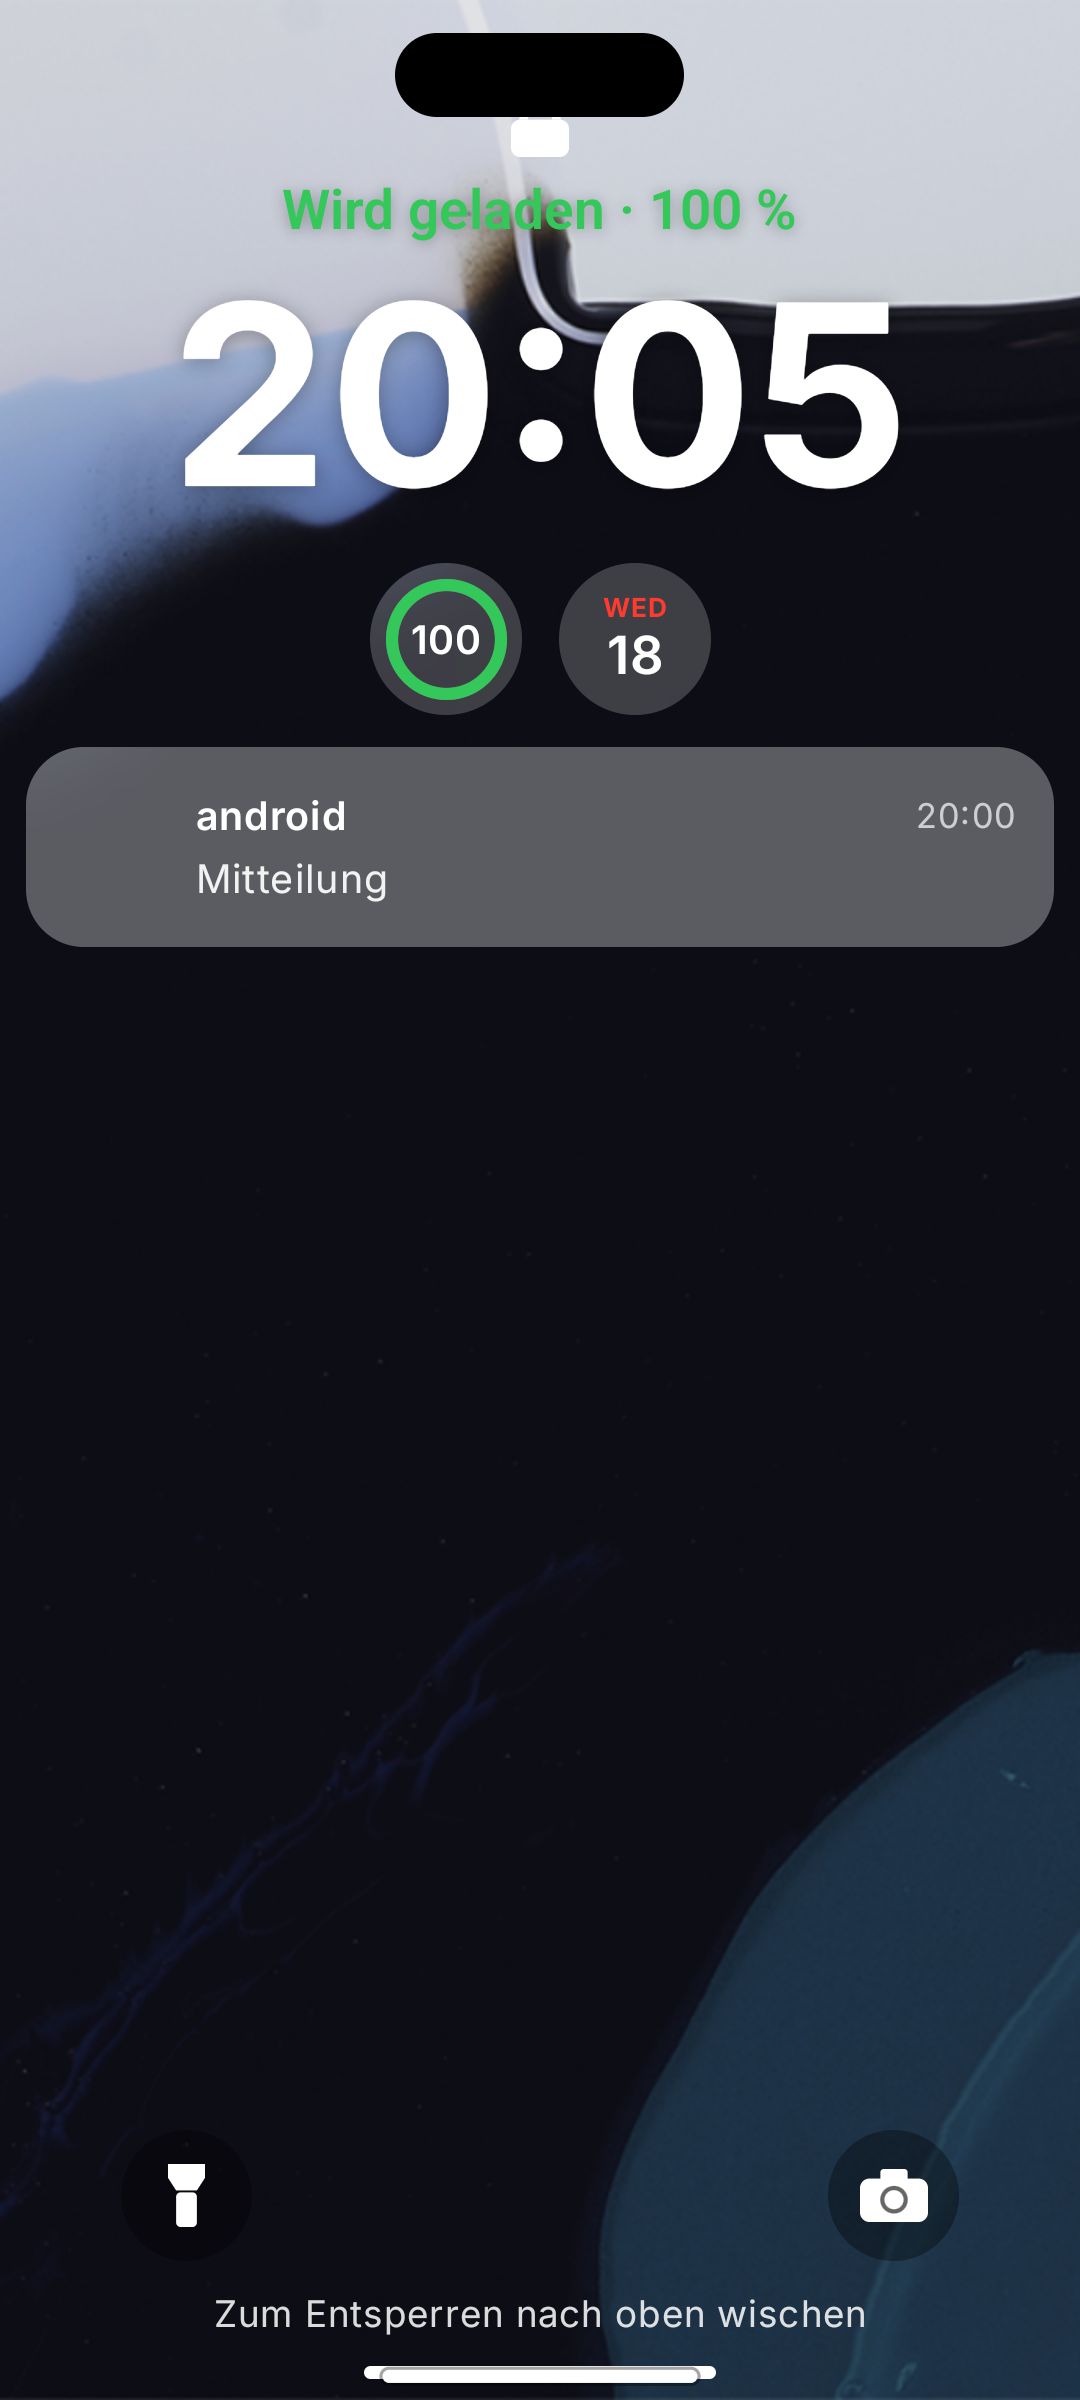 Wird geladen · 100 %
20:05
100
WED
18
android
20:00
Mitteilung
Zum Entsperren nach oben wischen